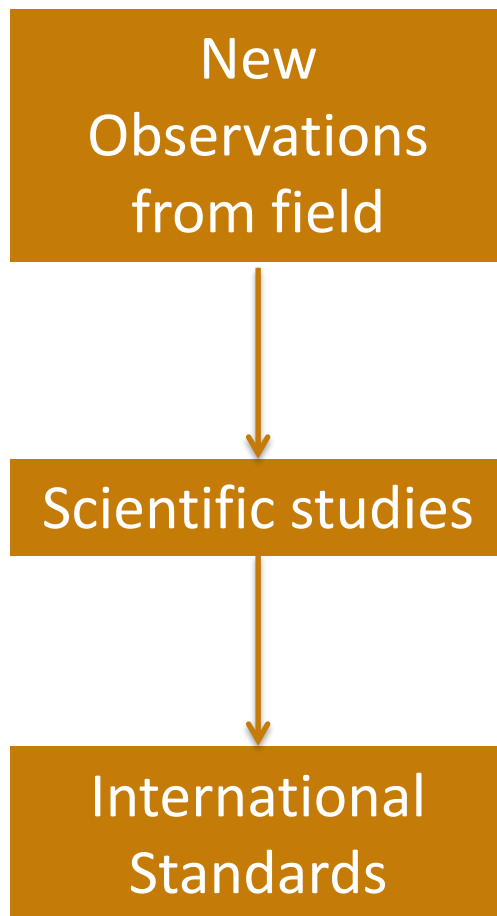 New
Observations
from field
Scientific studies
International
Standards